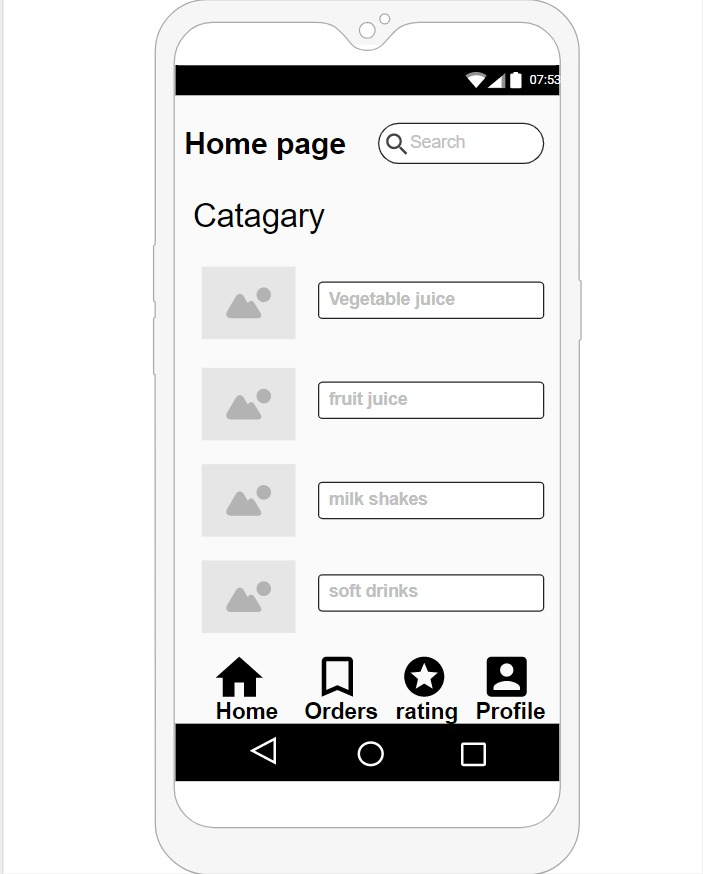 07:53
Home page
Search
Catagary
Vegetable juice
fruit juice
milk shakes
soft drinks
Home Orders rating Profile